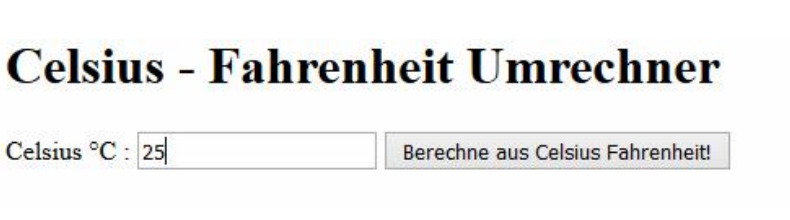 Celsius - Fahrenheit Umrechner
Celsius °C : 25 Berechne aus Celsius Fahrenheit!